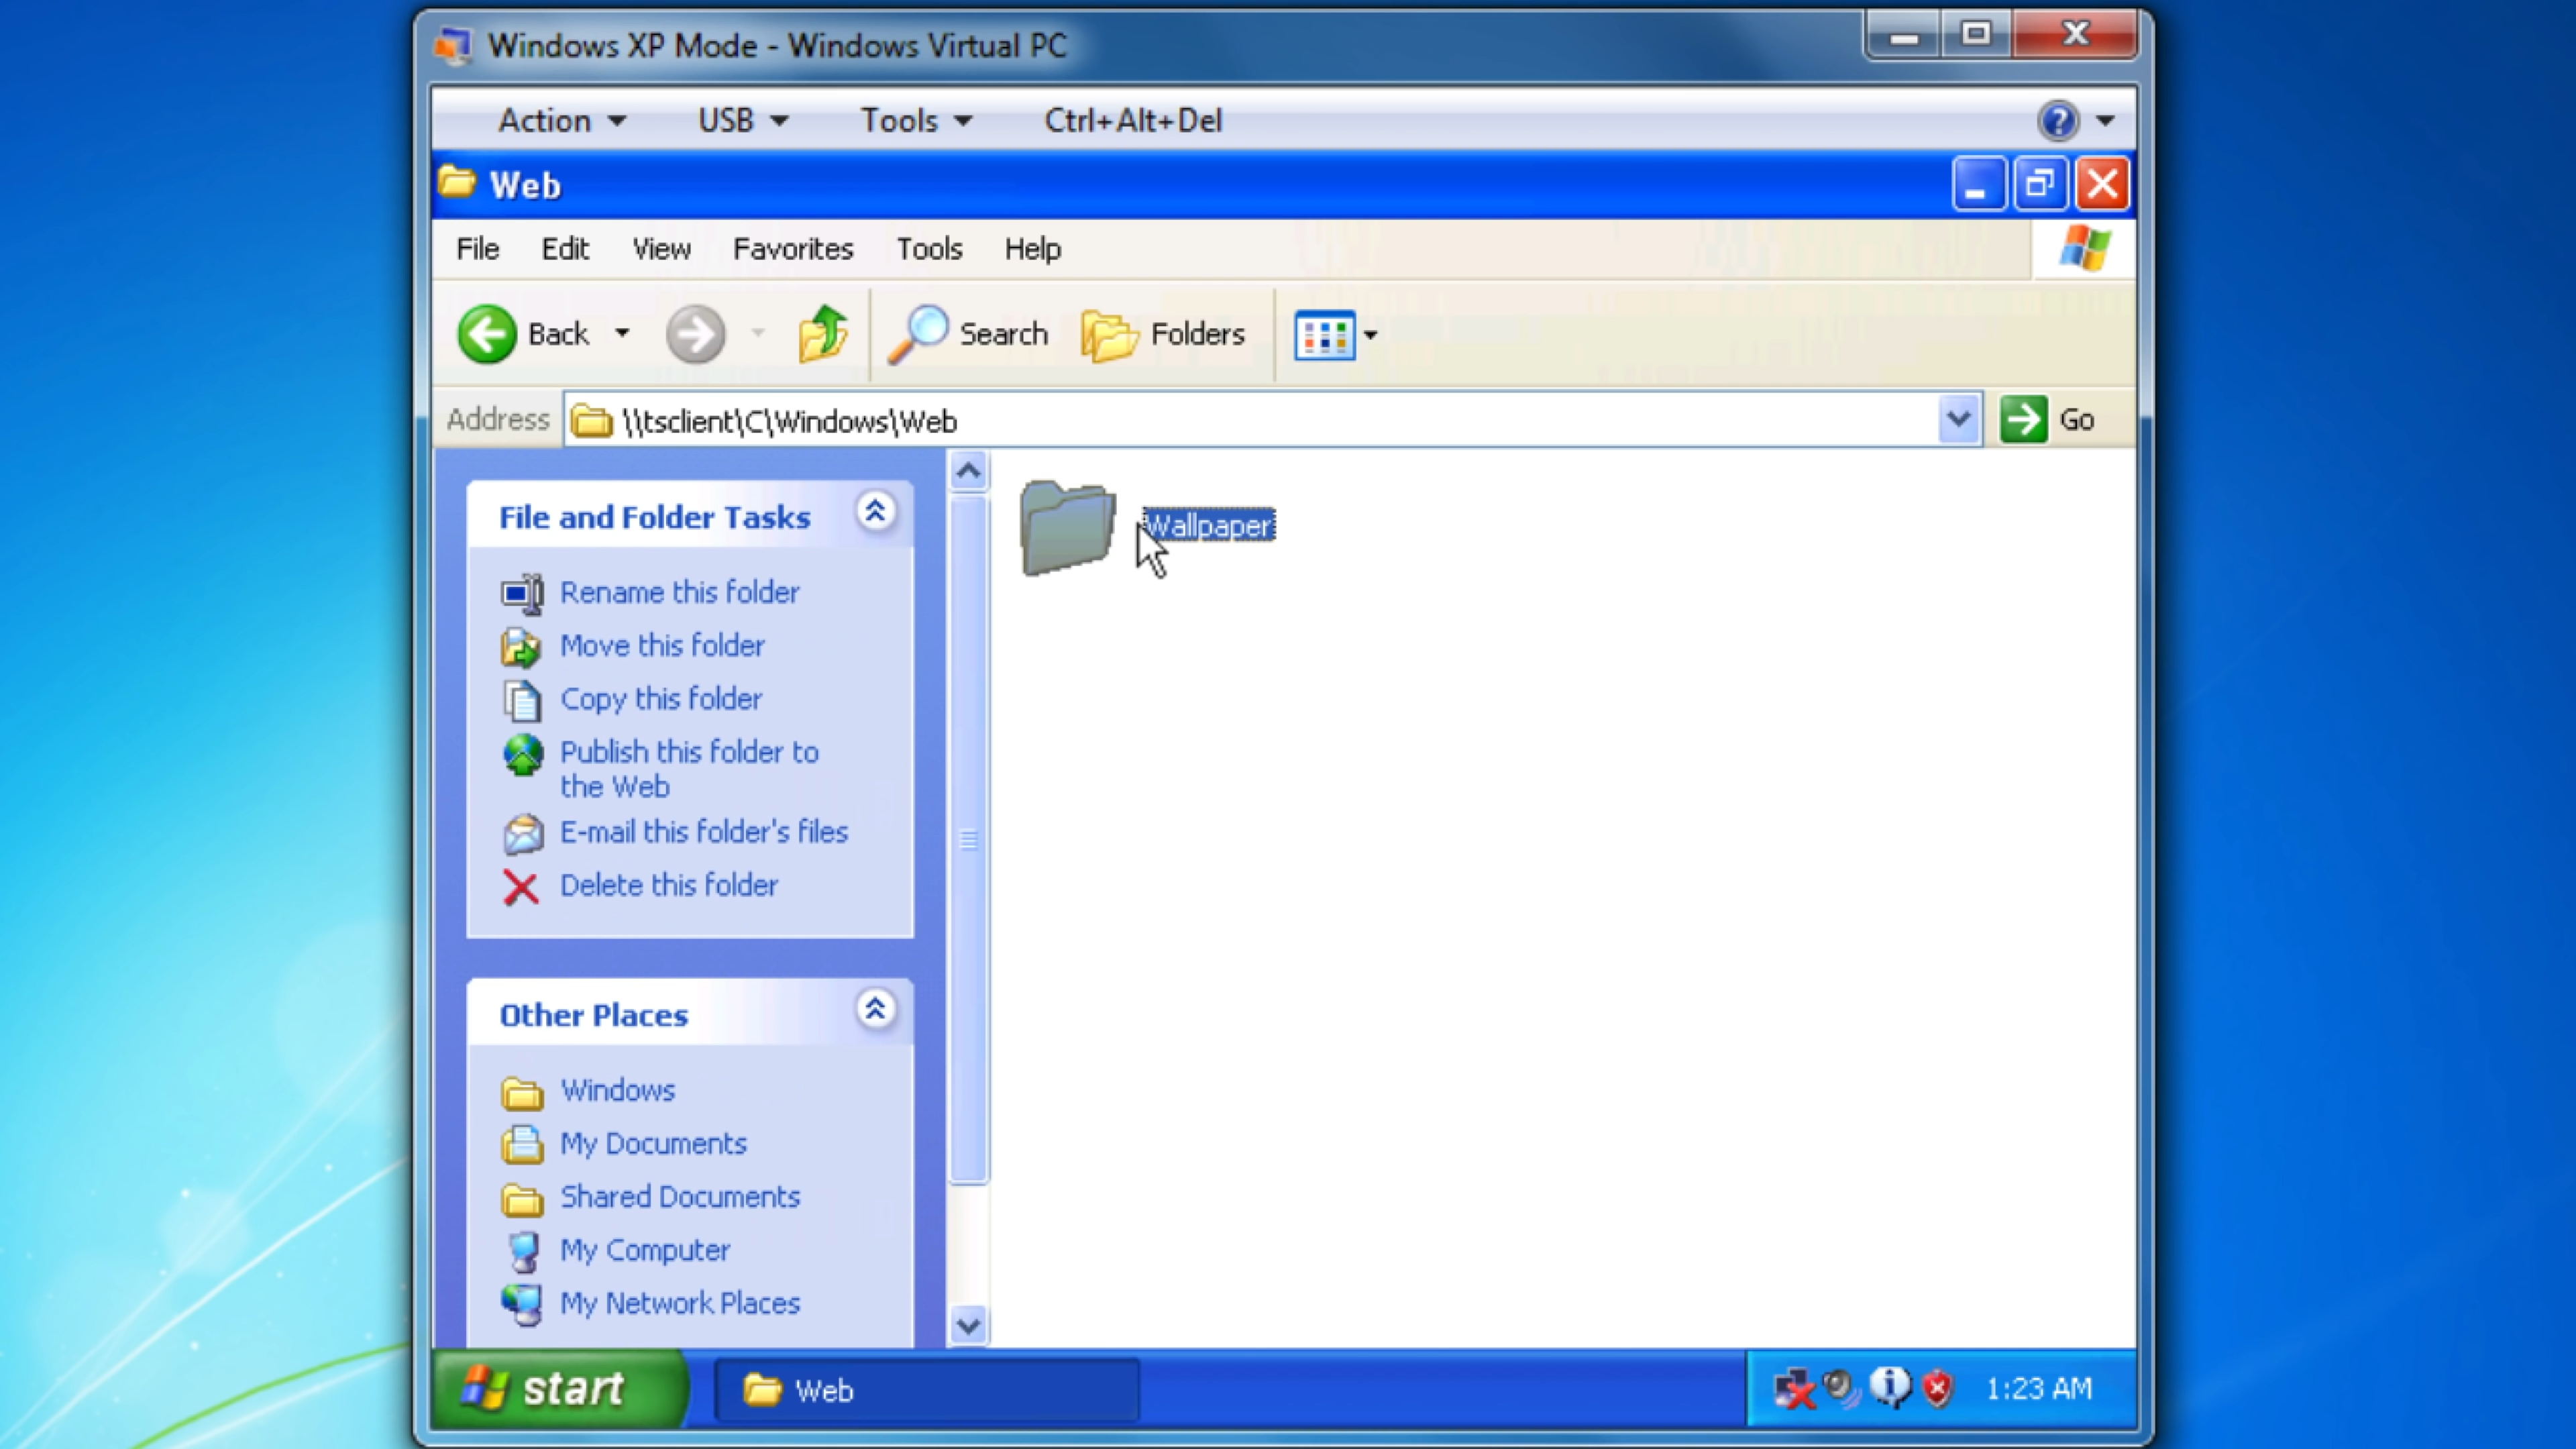 Windows XP Mode - Windows Virtual PC
Action USB Tools Ctrl+Alt+Del
Web
File Edit View Favorites Tools Help
Back Search Folders
Address \\tsclient\C\Windows\Web Go
File and Folder Tasks
Wallpaper
Rename this folder
Move this folder
Copy this folder
Publish this folder to
the Web
E-mail this folder's files
Delete this folder
Other Places
Windows
My Documents
Shared Documents
My Computer
My Network Places
start Web 1:23 AM